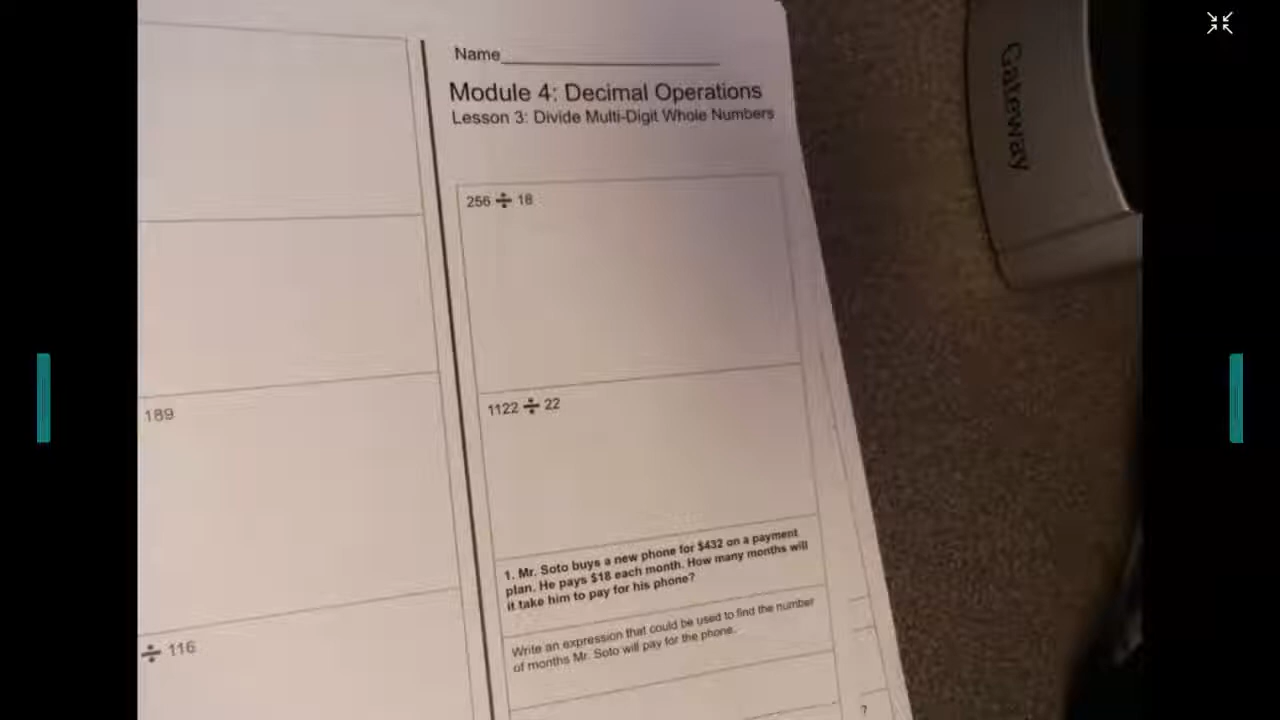 Name
Module 4: Decimal Operations
Lesson 3: Divide Multi-Digit Whole Numbers
256 ÷ 18
1122 ÷ 22
1. Mr. Soto buys a new phone for $432 on a payment
plan. He pays $18 each month. How many months will
it take him to pay for his phone?
Write an expression that could be used to find the number
of months Mr. Soto will pay for the phone.
189
÷ 116
?
Gateway